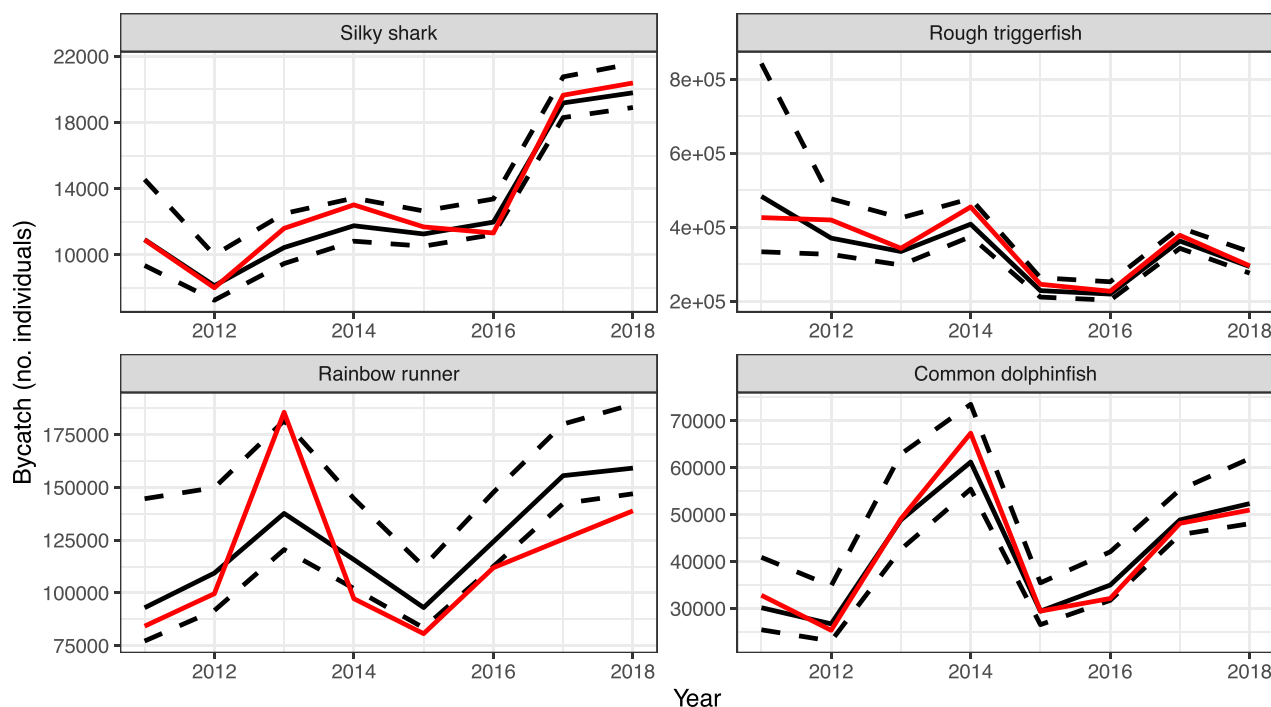 Silky shark
Rough triggerfish
22000
18000
14000
10000
8e+05
6e+05
4e+05
2e+05
2012 2014 2016 2018
2012 2014 2016 2018
Rainbow runner
Common dolphinfish
175000
150000
125000
100000
75000
70000
60000
50000
40000
30000
2012 2014 2016 2018
2012 2014 2016 2018
Bycatch (no. individuals)
Year